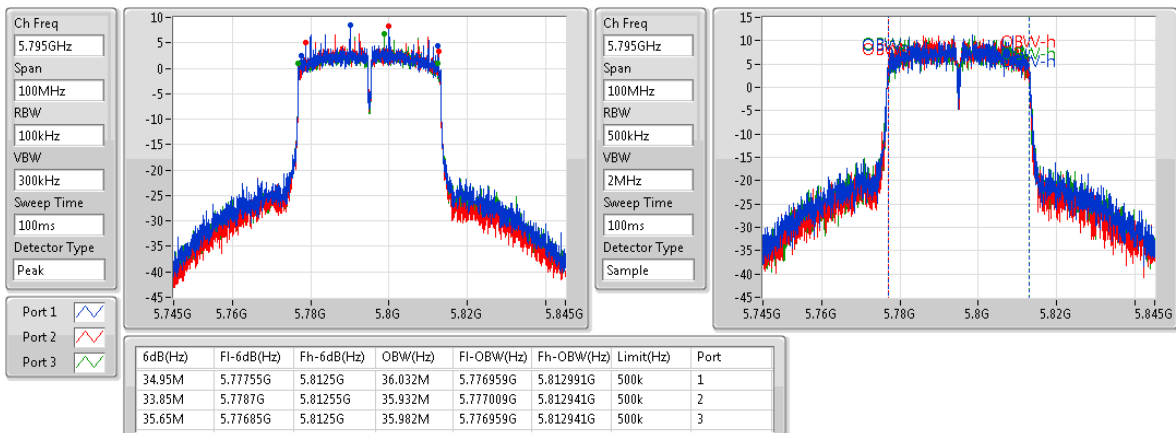 Ch Freq
5.795GHz
Span
100MHz
RBW
100kHz
VBW
300kHz
Sweep Time
100ms
Detector Type
Peak
10
5
0
-5
-10
-15
-20
-25
-30
-35
-40
-45
5.745G 5.76G 5.78G 5.8G 5.82G 5.845G
Ch Freq
5.795GHz
Span
100MHz
RBW
500kHz
VBW
2MHz
Sweep Time
100ms
Detector Type
Sample
15
10
5
0
-5
-10
-15
-20
-25
-30
-35
-40
-45
OBW-h
OBW-h
OBW-h
5.745G 5.76G 5.78G 5.8G 5.82G 5.845G
Port 1
Port 2
Port 3
6dB(Hz) Fl-6dB(Hz) Fh-6dB(Hz) OBW(Hz) Fl-OBW(Hz) Fh-OBW(Hz) Limit(Hz) Port
34.95M 5.77755G 5.8125G 36.032M 5.776959G 5.812991G 500k 1
33.85M 5.7787G 5.81255G 35.932M 5.777009G 5.812941G 500k 2
35.65M 5.77685G 5.8125G 35.982M 5.776959G 5.812941G 500k 3